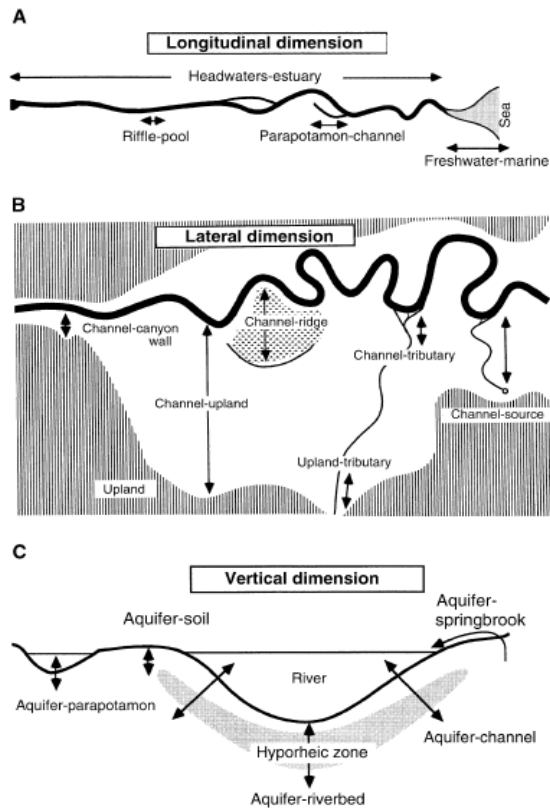 A
Longitudinal dimension
Headwaters-estuary
Riffle-pool
Parapotamon-channel
Sea
Freshwater-marine
B
Lateral dimension
Channel-canyon
wall
Channel-ridge
Channel-tributary
Channel-upland
Channel-source
Upland-tributary
Upland
C
Vertical dimension
Aquifer-soil
Aquifer-
springbrook
River
Aquifer-parapotamon
Hyporheic zone
Aquifer-channel
Aquifer-riverbed